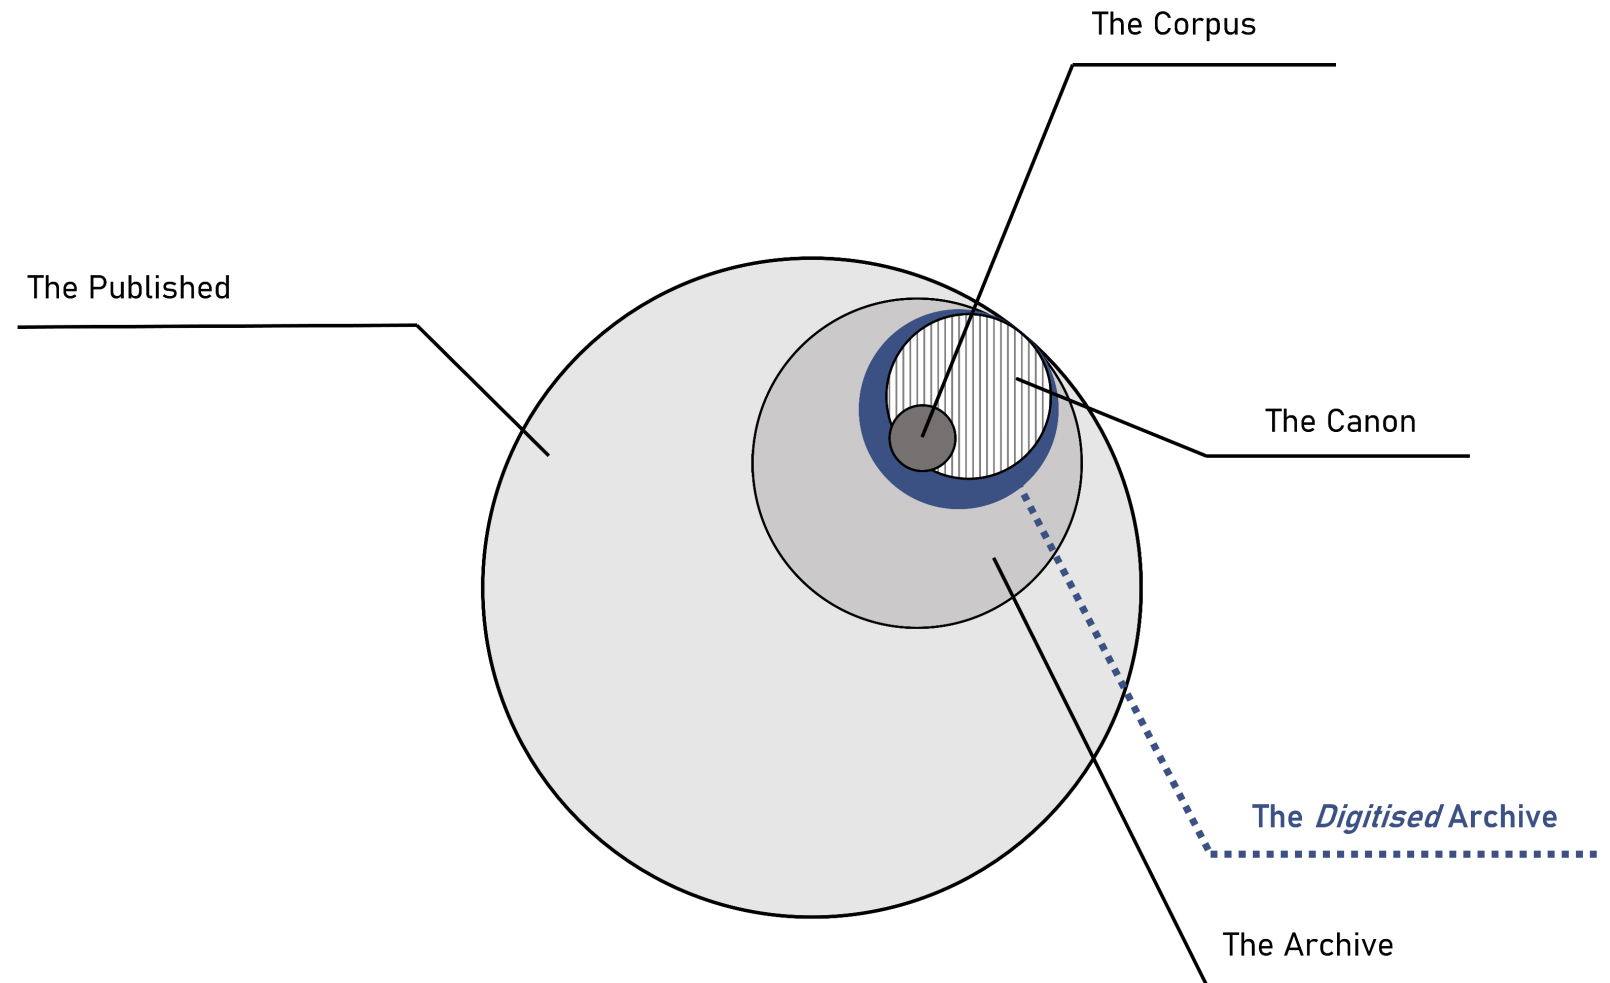 The Corpus
The Published
The Canon
The Digitised Archive
The Archive